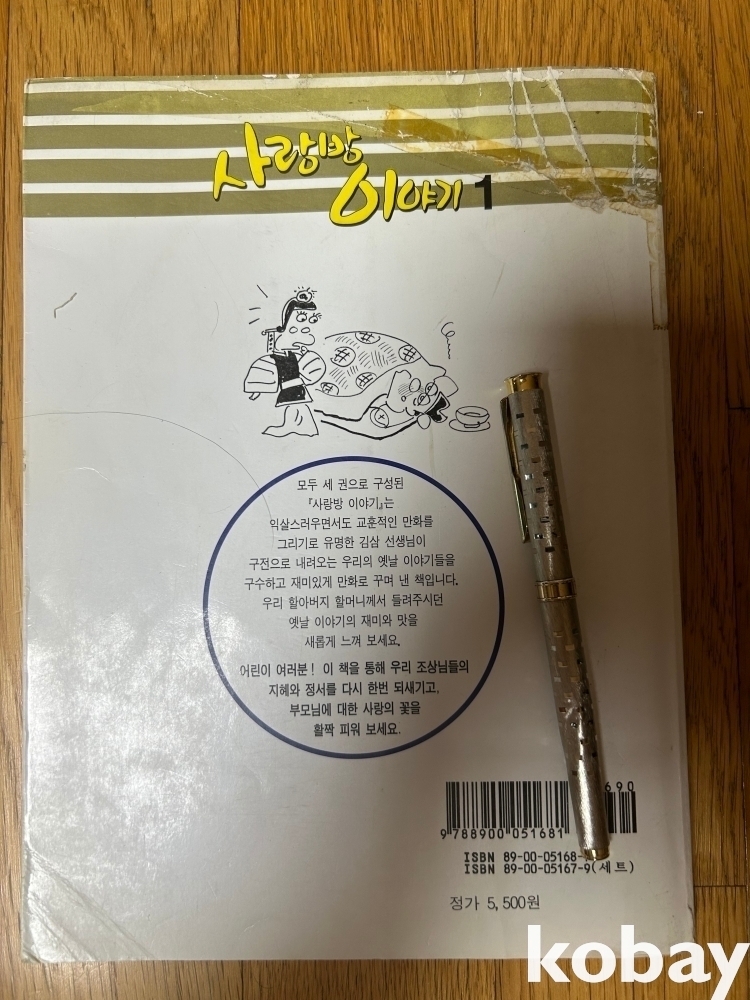 사랑방
이야기 1
모두 세 권으로 구성된
『사랑방 이야기』는
익살스러우면서도 교훈적인 만화를
그리기로 유명한 김삼 선생님이
구전으로 내려오는 우리의 옛날 이야기들을
구수하고 재미있게 만화로 꾸며 낸 책입니다.
우리 할아버지 할머니께서 들려주시던
옛날 이야기의 재미와 맛을
새롭게 느껴 보세요.
어린이 여러분! 이 책을 통해 우리 조상님들의
지혜와 정서를 다시 한번 되새기고,
부모님에 대한 사랑의 꽃을
활짝 피워 보세요.
690
9 788900 051681
ISBN 89-00-05168-
ISBN 89-00-05167-9(세트)
정가 5,500원
kobay